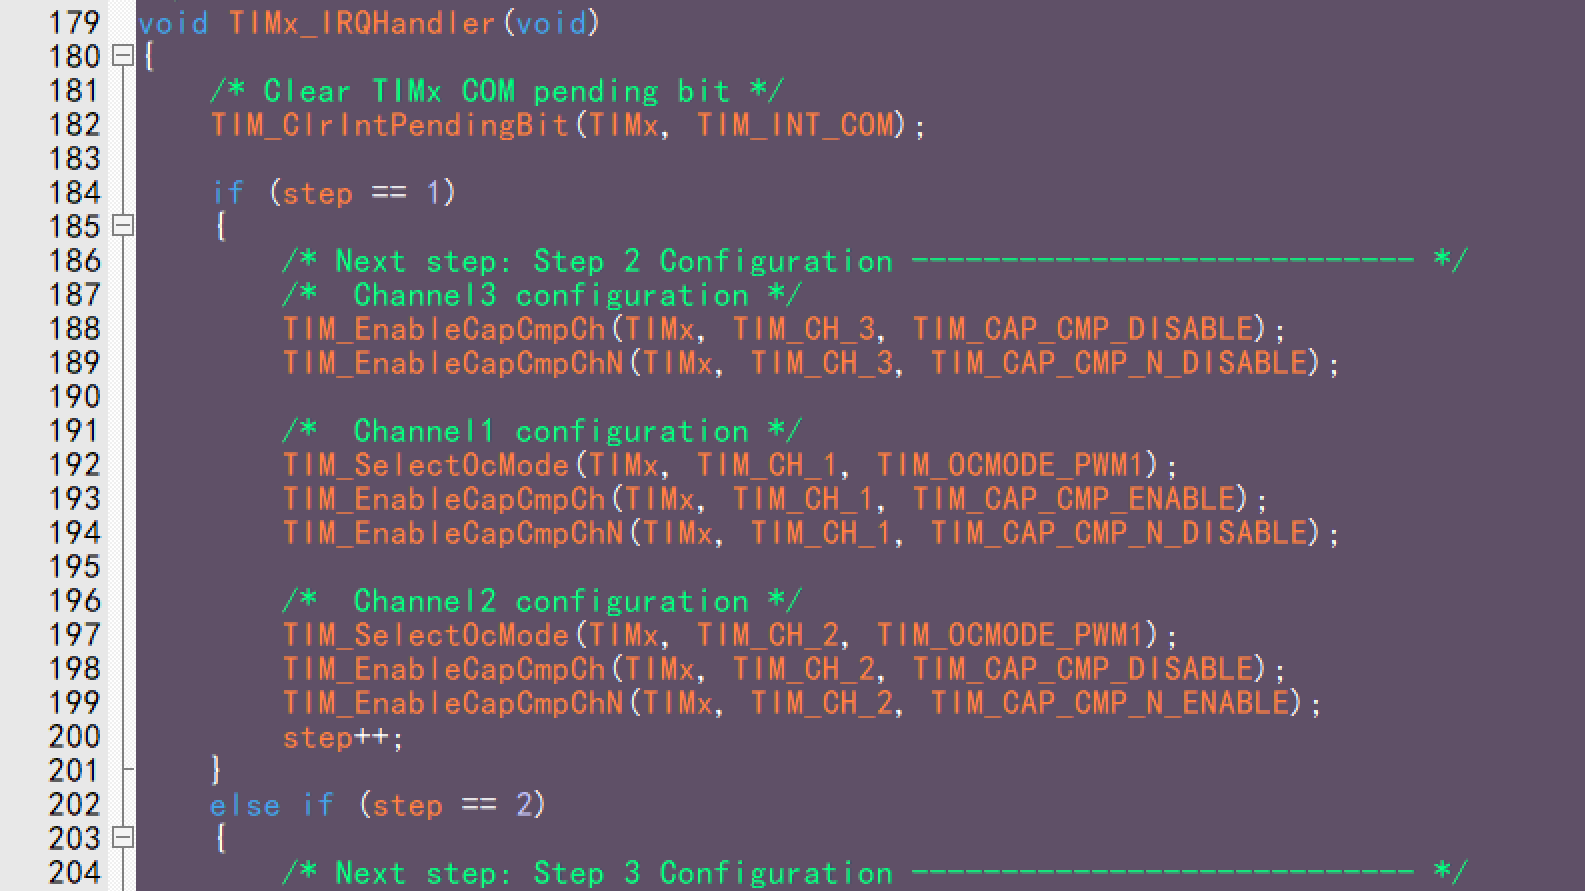 179 void TIMx_IRQHandler(void)
180 {
181 /* Clear TIMx COM pending bit */
182 TIM_ClrIntPendingBit(TIMx, TIM_INT_COM);
183
184 if (step == 1)
185 {
186 /* Next step: Step 2 Configuration ---------------------------- */
187 /*  Channel3 configuration */
188 TIM_EnableCapCmpCh(TIMx, TIM_CH_3, TIM_CAP_CMP_DISABLE);
189 TIM_EnableCapCmpChN(TIMx, TIM_CH_3, TIM_CAP_CMP_N_DISABLE);
190
191 /*  Channel1 configuration */
192 TIM_SelectOcMode(TIMx, TIM_CH_1, TIM_OCMODE_PWM1);
193 TIM_EnableCapCmpCh(TIMx, TIM_CH_1, TIM_CAP_CMP_ENABLE);
194 TIM_EnableCapCmpChN(TIMx, TIM_CH_1, TIM_CAP_CMP_N_DISABLE);
195
196 /*  Channel2 configuration */
197 TIM_SelectOcMode(TIMx, TIM_CH_2, TIM_OCMODE_PWM1);
198 TIM_EnableCapCmpCh(TIMx, TIM_CH_2, TIM_CAP_CMP_DISABLE);
199 TIM_EnableCapCmpChN(TIMx, TIM_CH_2, TIM_CAP_CMP_N_ENABLE);
200 step++;
201 }
202 else if (step == 2)
203 {
204 /* Next step: Step 3 Configuration ---------------------------- */